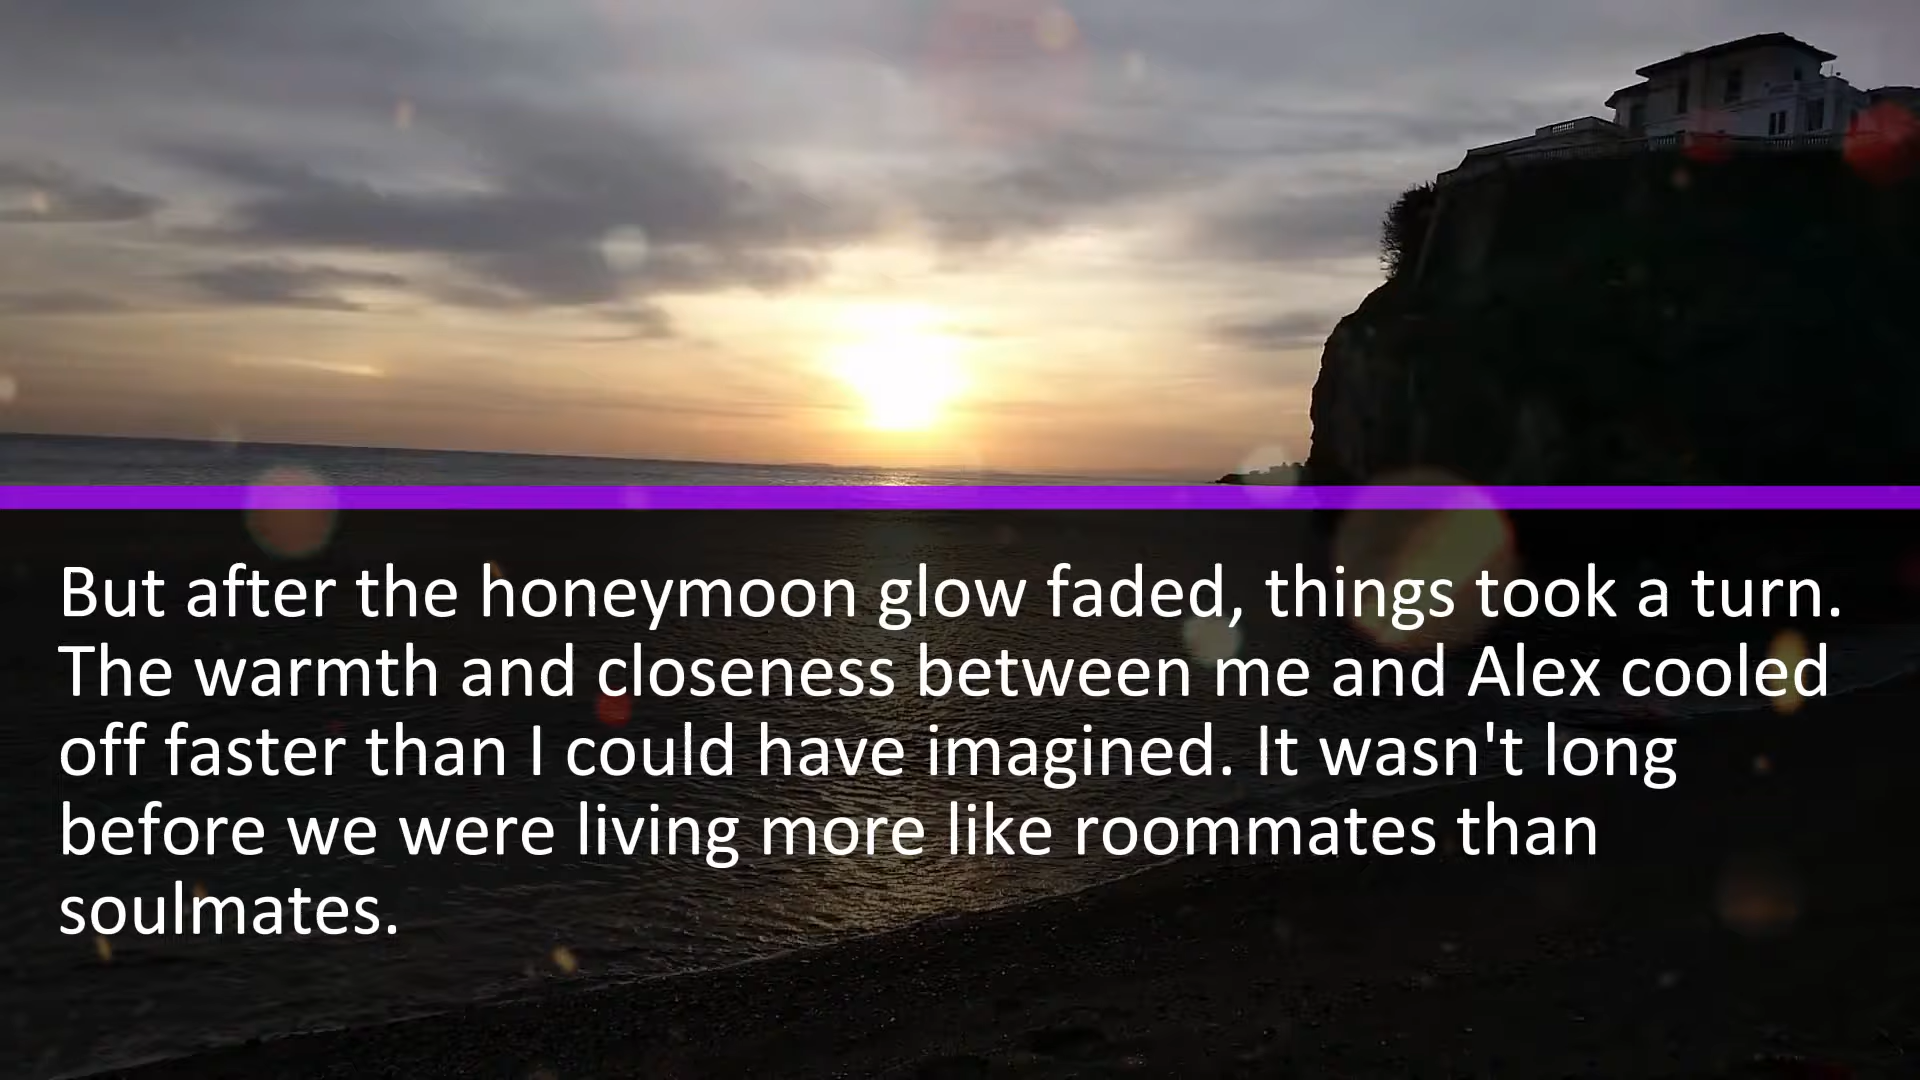 But after the honeymoon glow faded, things took a turn.
The warmth and closeness between me and Alex cooled
off faster than I could have imagined. It wasn't long
before we were living more like roommates than
soulmates.